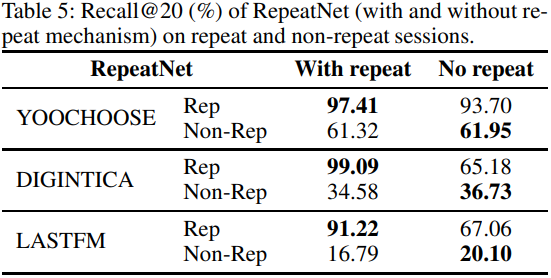 Table 5: Recall@20 (%) of RepeatNet (with and without re-
peat mechanism) on repeat and non-repeat sessions.
RepeatNet With repeat No repeat
YOOCHOOSE Rep 97.41 93.70
Non-Rep 61.32 61.95
DIGINTICA Rep 99.09 65.18
Non-Rep 34.58 36.73
LASTFM Rep 91.22 67.06
Non-Rep 16.79 20.10